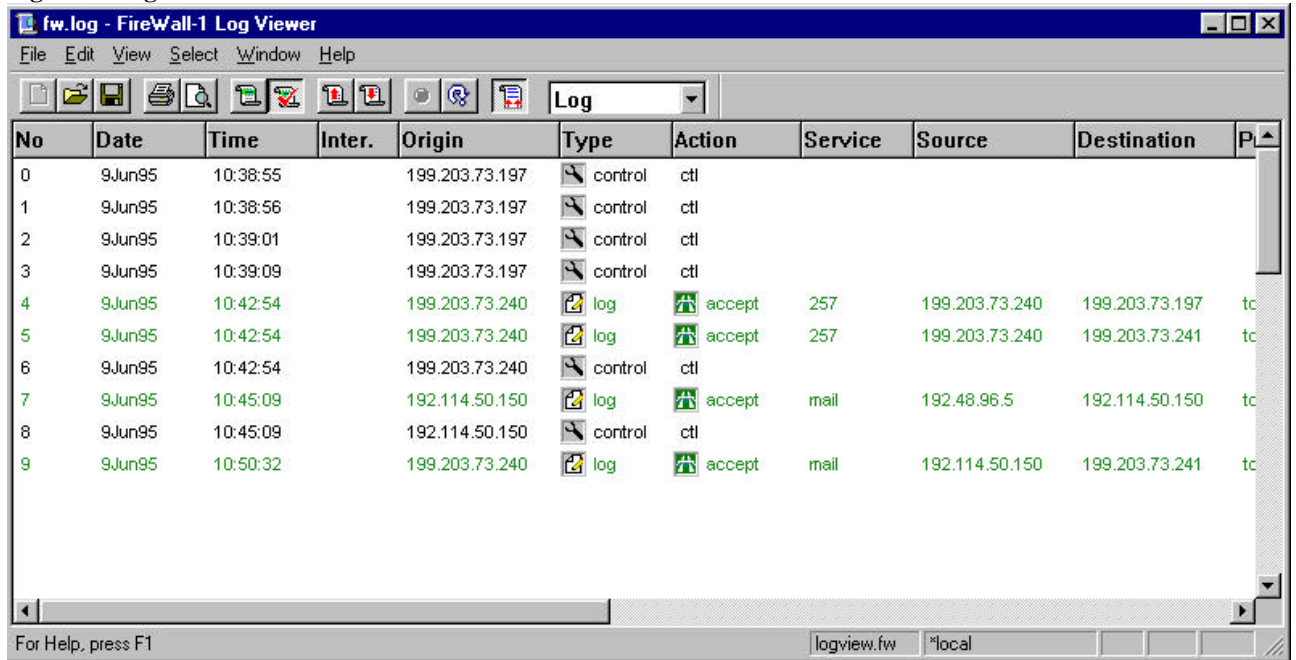 fw.log - FireWall-1 Log Viewer
File Edit View Select Window Help
Log
No Date Time Inter. Origin Type Action Service Source Destination
0 9Jun95 10:38:55 199.203.73.197 control ctl
1 9Jun95 10:38:56 199.203.73.197 control ctl
2 9Jun95 10:39:01 199.203.73.197 control ctl
3 9Jun95 10:39:09 199.203.73.197 control ctl
4 9Jun95 10:42:54 199.203.73.240 log accept 257 199.203.73.240 199.203.73.197 tc
5 9Jun95 10:42:54 199.203.73.240 log accept 257 199.203.73.240 199.203.73.241 tc
6 9Jun95 10:42:54 199.203.73.240 control ctl
7 9Jun95 10:45:09 192.114.50.150 log accept mail 192.48.96.5 192.114.50.150 tc
8 9Jun95 10:45:09 192.114.50.150 control ctl
9 9Jun95 10:50:32 199.203.73.240 log accept mail 192.114.50.150 199.203.73.241 tc
For Help, press F1 logview.fw *local